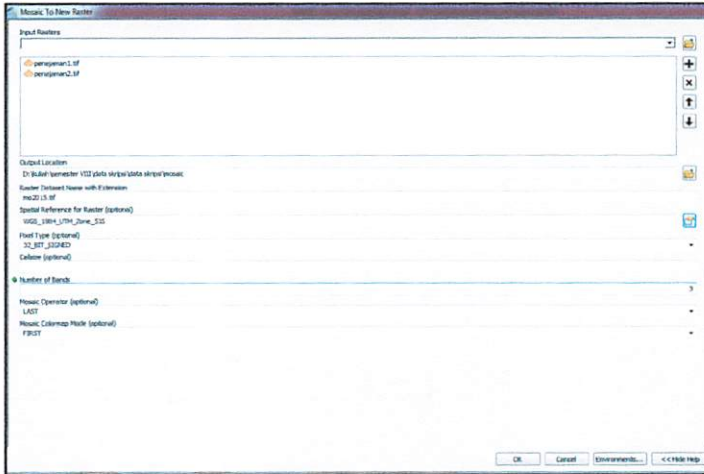 Mosaic To New Raster
Input Rasters
penajaman1.tif
penajaman2.tif
Output Location
D:\kuliah\semester VIII\data skripsi\data skripsi\mosaic
Raster Dataset Name with Extension
mo2015.tif
Spatial Reference for Raster (optional)
WGS_1984_UTM_Zone_51S
Pixel Type (optional)
32_BIT_SIGNED
Cellsize (optional)
Number of Bands
3
Mosaic Operator (optional)
LAST
Mosaic Colormap Mode (optional)
FIRST
OK
Cancel
Environments...
<< Hide Help